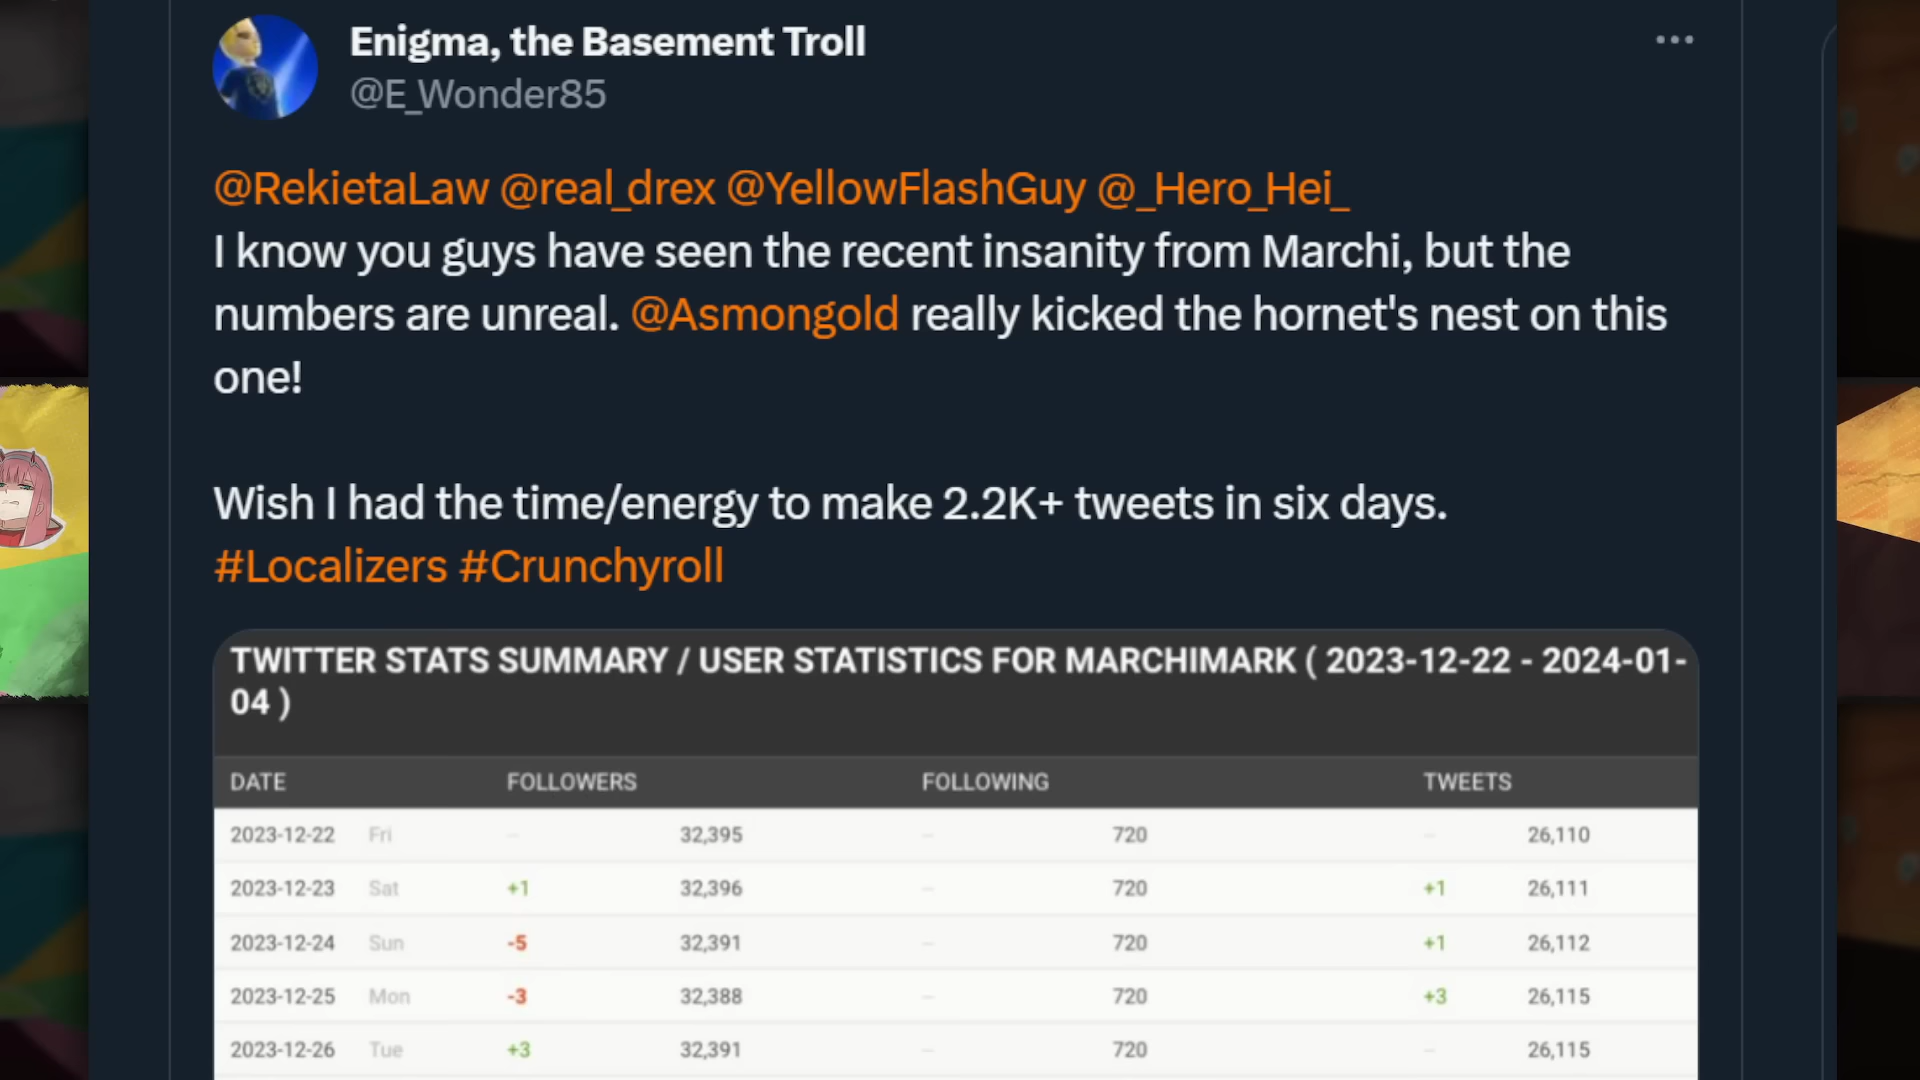 Enigma, the Basement Troll
@E_Wonder85
@RekietaLaw @real_drex @YellowFlashGuy @_Hero_Hei_
I know you guys have seen the recent insanity from Marchi, but the
numbers are unreal. @Asmongold really kicked the hornet's nest on this
one!
Wish I had the time/energy to make 2.2K+ tweets in six days.
#Localizers #Crunchyroll
TWITTER STATS SUMMARY / USER STATISTICS FOR MARCHIMARK ( 2023-12-22 - 2024-01-
04 )
DATE FOLLOWERS FOLLOWING TWEETS
2023-12-22 Fri -- 32,395 -- 720 -- 26,110
2023-12-23 Sat +1 32,396 -- 720 +1 26,111
2023-12-24 Sun -5 32,391 -- 720 +1 26,112
2023-12-25 Mon -3 32,388 -- 720 +3 26,115
2023-12-26 Tue +3 32,391 -- 720 -- 26,115